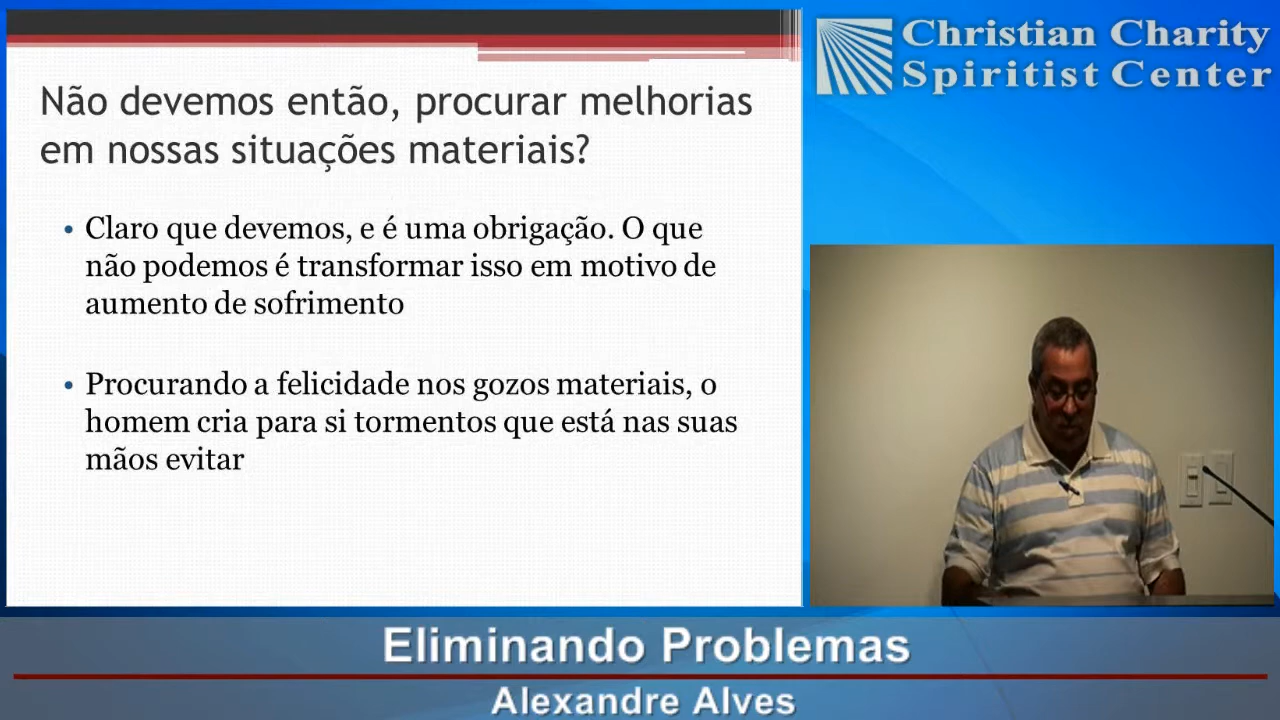 Não devemos então, procurar melhorias
em nossas situações materiais?
• Claro que devemos, e é uma obrigação. O que
não podemos é transformar isso em motivo de
aumento de sofrimento
• Procurando a felicidade nos gozos materiais, o
homem cria para si tormentos que está nas suas
mãos evitar
Christian Charity
Spiritist Center
Eliminando Problemas
Alexandre Alves